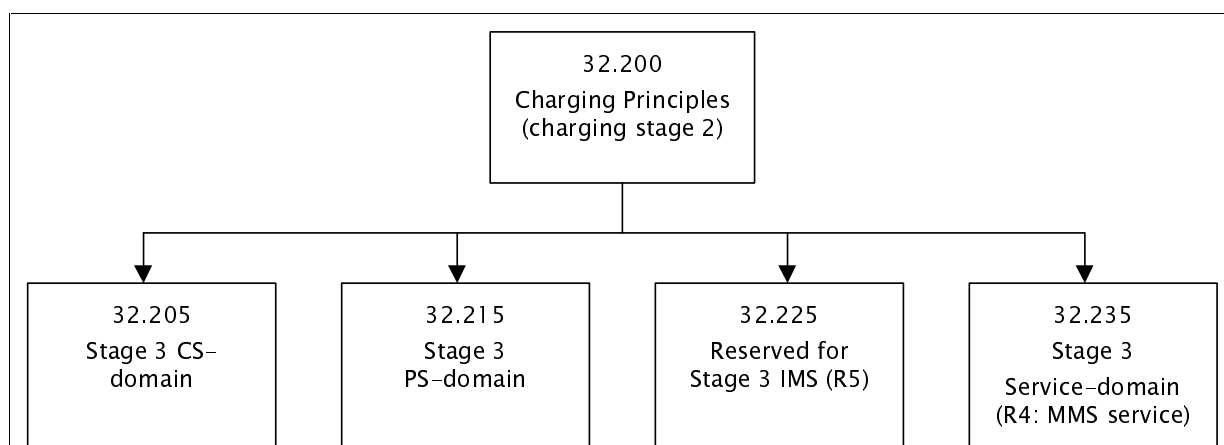 32.200
Charging Principles
(charging stage 2)
32.205
Stage 3 CS-
domain
32.215
Stage 3
PS-domain
32.225
Reserved for
Stage 3 IMS (R5)
32.235
Stage 3
Service-domain
(R4: MMS service)